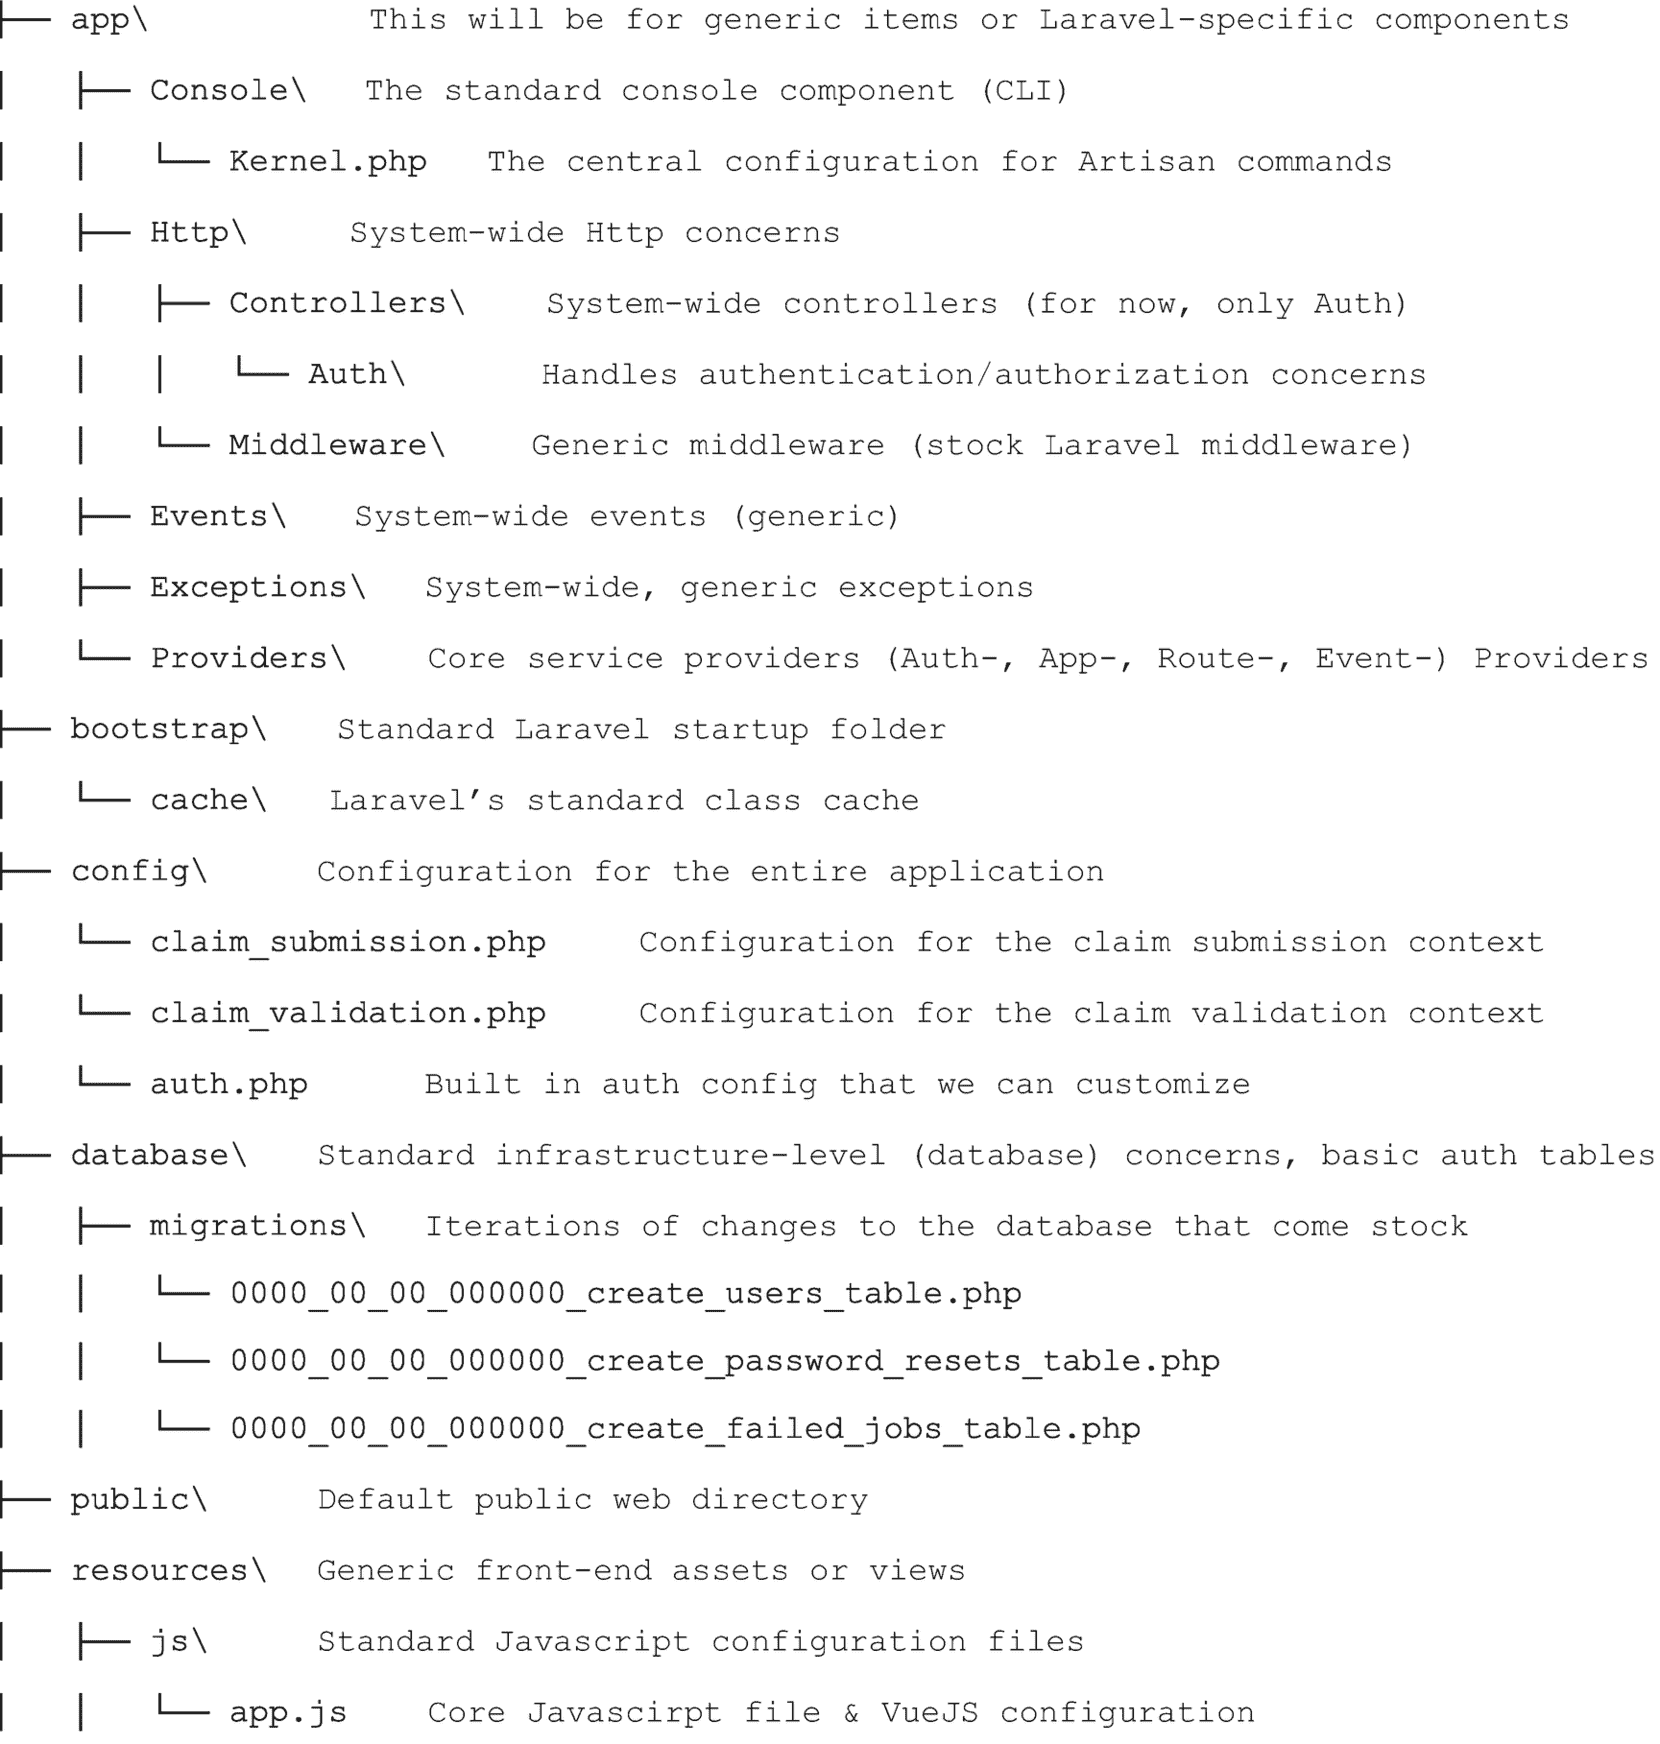 ├── app\ This will be for generic items or Laravel-specific components
│   ├── Console\ The standard console component (CLI)
│   │   └── Kernel.php The central configuration for Artisan commands
│   ├── Http\ System-wide Http concerns
│   │   ├── Controllers\ System-wide controllers (for now, only Auth)
│   │   │   └── Auth\ Handles authentication/authorization concerns
│   │   └── Middleware\ Generic middleware (stock Laravel middleware)
│   ├── Events\ System-wide events (generic)
│   ├── Exceptions\ System-wide, generic exceptions
│   └── Providers\ Core service providers (Auth-, App-, Route-, Event-) Providers
├── bootstrap\ Standard Laravel startup folder
│   └── cache\ Laravel’s standard class cache
├── config\ Configuration for the entire application
│   └── claim_submission.php Configuration for the claim submission context
│   └── claim_validation.php Configuration for the claim validation context
│   └── auth.php Built in auth config that we can customize
├── database\ Standard infrastructure-level (database) concerns, basic auth tables
│   ├── migrations\ Iterations of changes to the database that come stock
│   │   └── 0000_00_00_000000_create_users_table.php
│   │   └── 0000_00_00_000000_create_password_resets_table.php
│   │   └── 0000_00_00_000000_create_failed_jobs_table.php
├── public\ Default public web directory
├── resources\ Generic front-end assets or views
│   ├── js\ Standard Javascript configuration files
│   │   └── app.js Core Javascirpt file & VueJS configuration